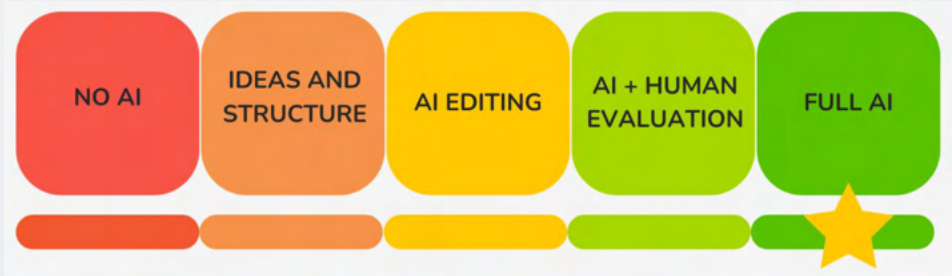 NO AI
IDEAS AND
STRUCTURE
AI EDITING
AI + HUMAN
EVALUATION
FULL AI